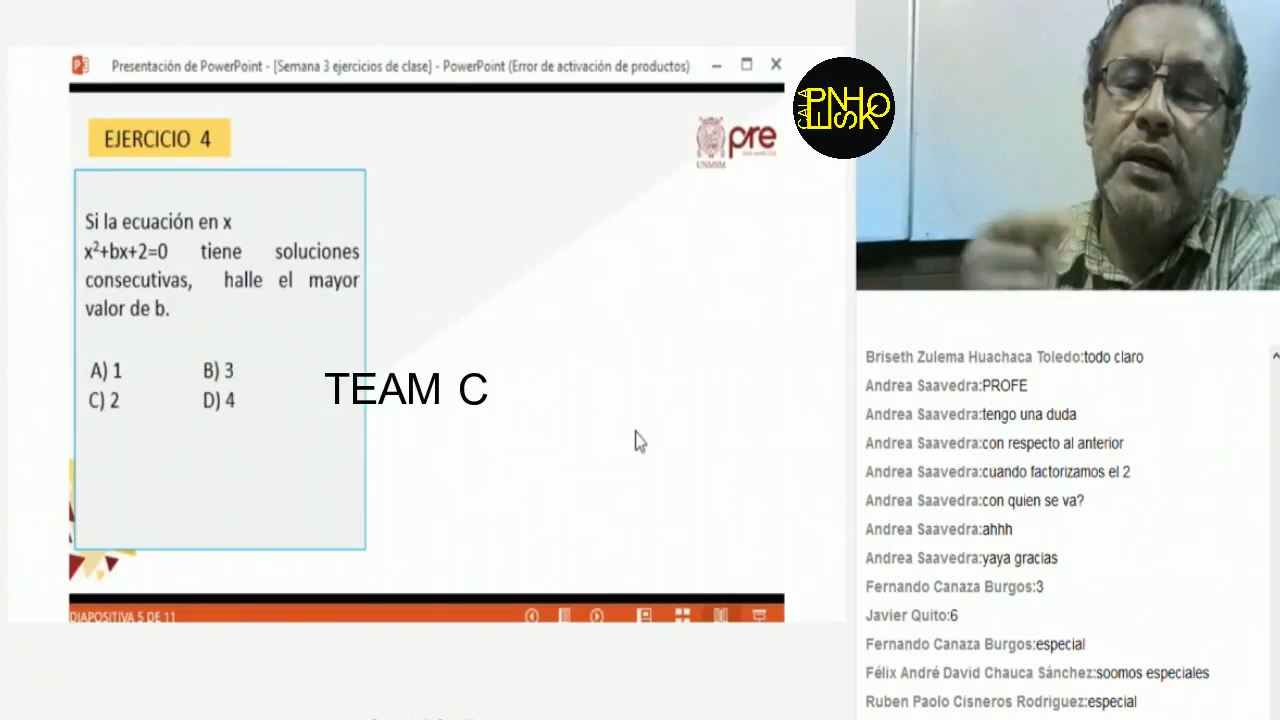 Presentación de PowerPoint - [Semana 3 ejercicios de clase] - PowerPoint (Error de activación de productos)
EJERCICIO 4
UNMSM
pre
CALA
PENHSKO
Si la ecuación en x
x²+bx+2=0 tiene soluciones
consecutivas, halle el mayor
valor de b.
A) 1 B) 3
C) 2 D) 4
TEAM C
DIAPOSITIVA 5 DE 11
Briseth Zulema Huachaca Toledo:todo claro
Andrea Saavedra:PROFE
Andrea Saavedra:tengo una duda
Andrea Saavedra:con respecto al anterior
Andrea Saavedra:cuando factorizamos el 2
Andrea Saavedra:con quien se va?
Andrea Saavedra:ahhh
Andrea Saavedra:yaya gracias
Fernando Canaza Burgos:3
Javier Quito:6
Fernando Canaza Burgos:especial
Félix André David Chauca Sánchez:soomos especiales
Ruben Paolo Cisneros Rodriguez:especial